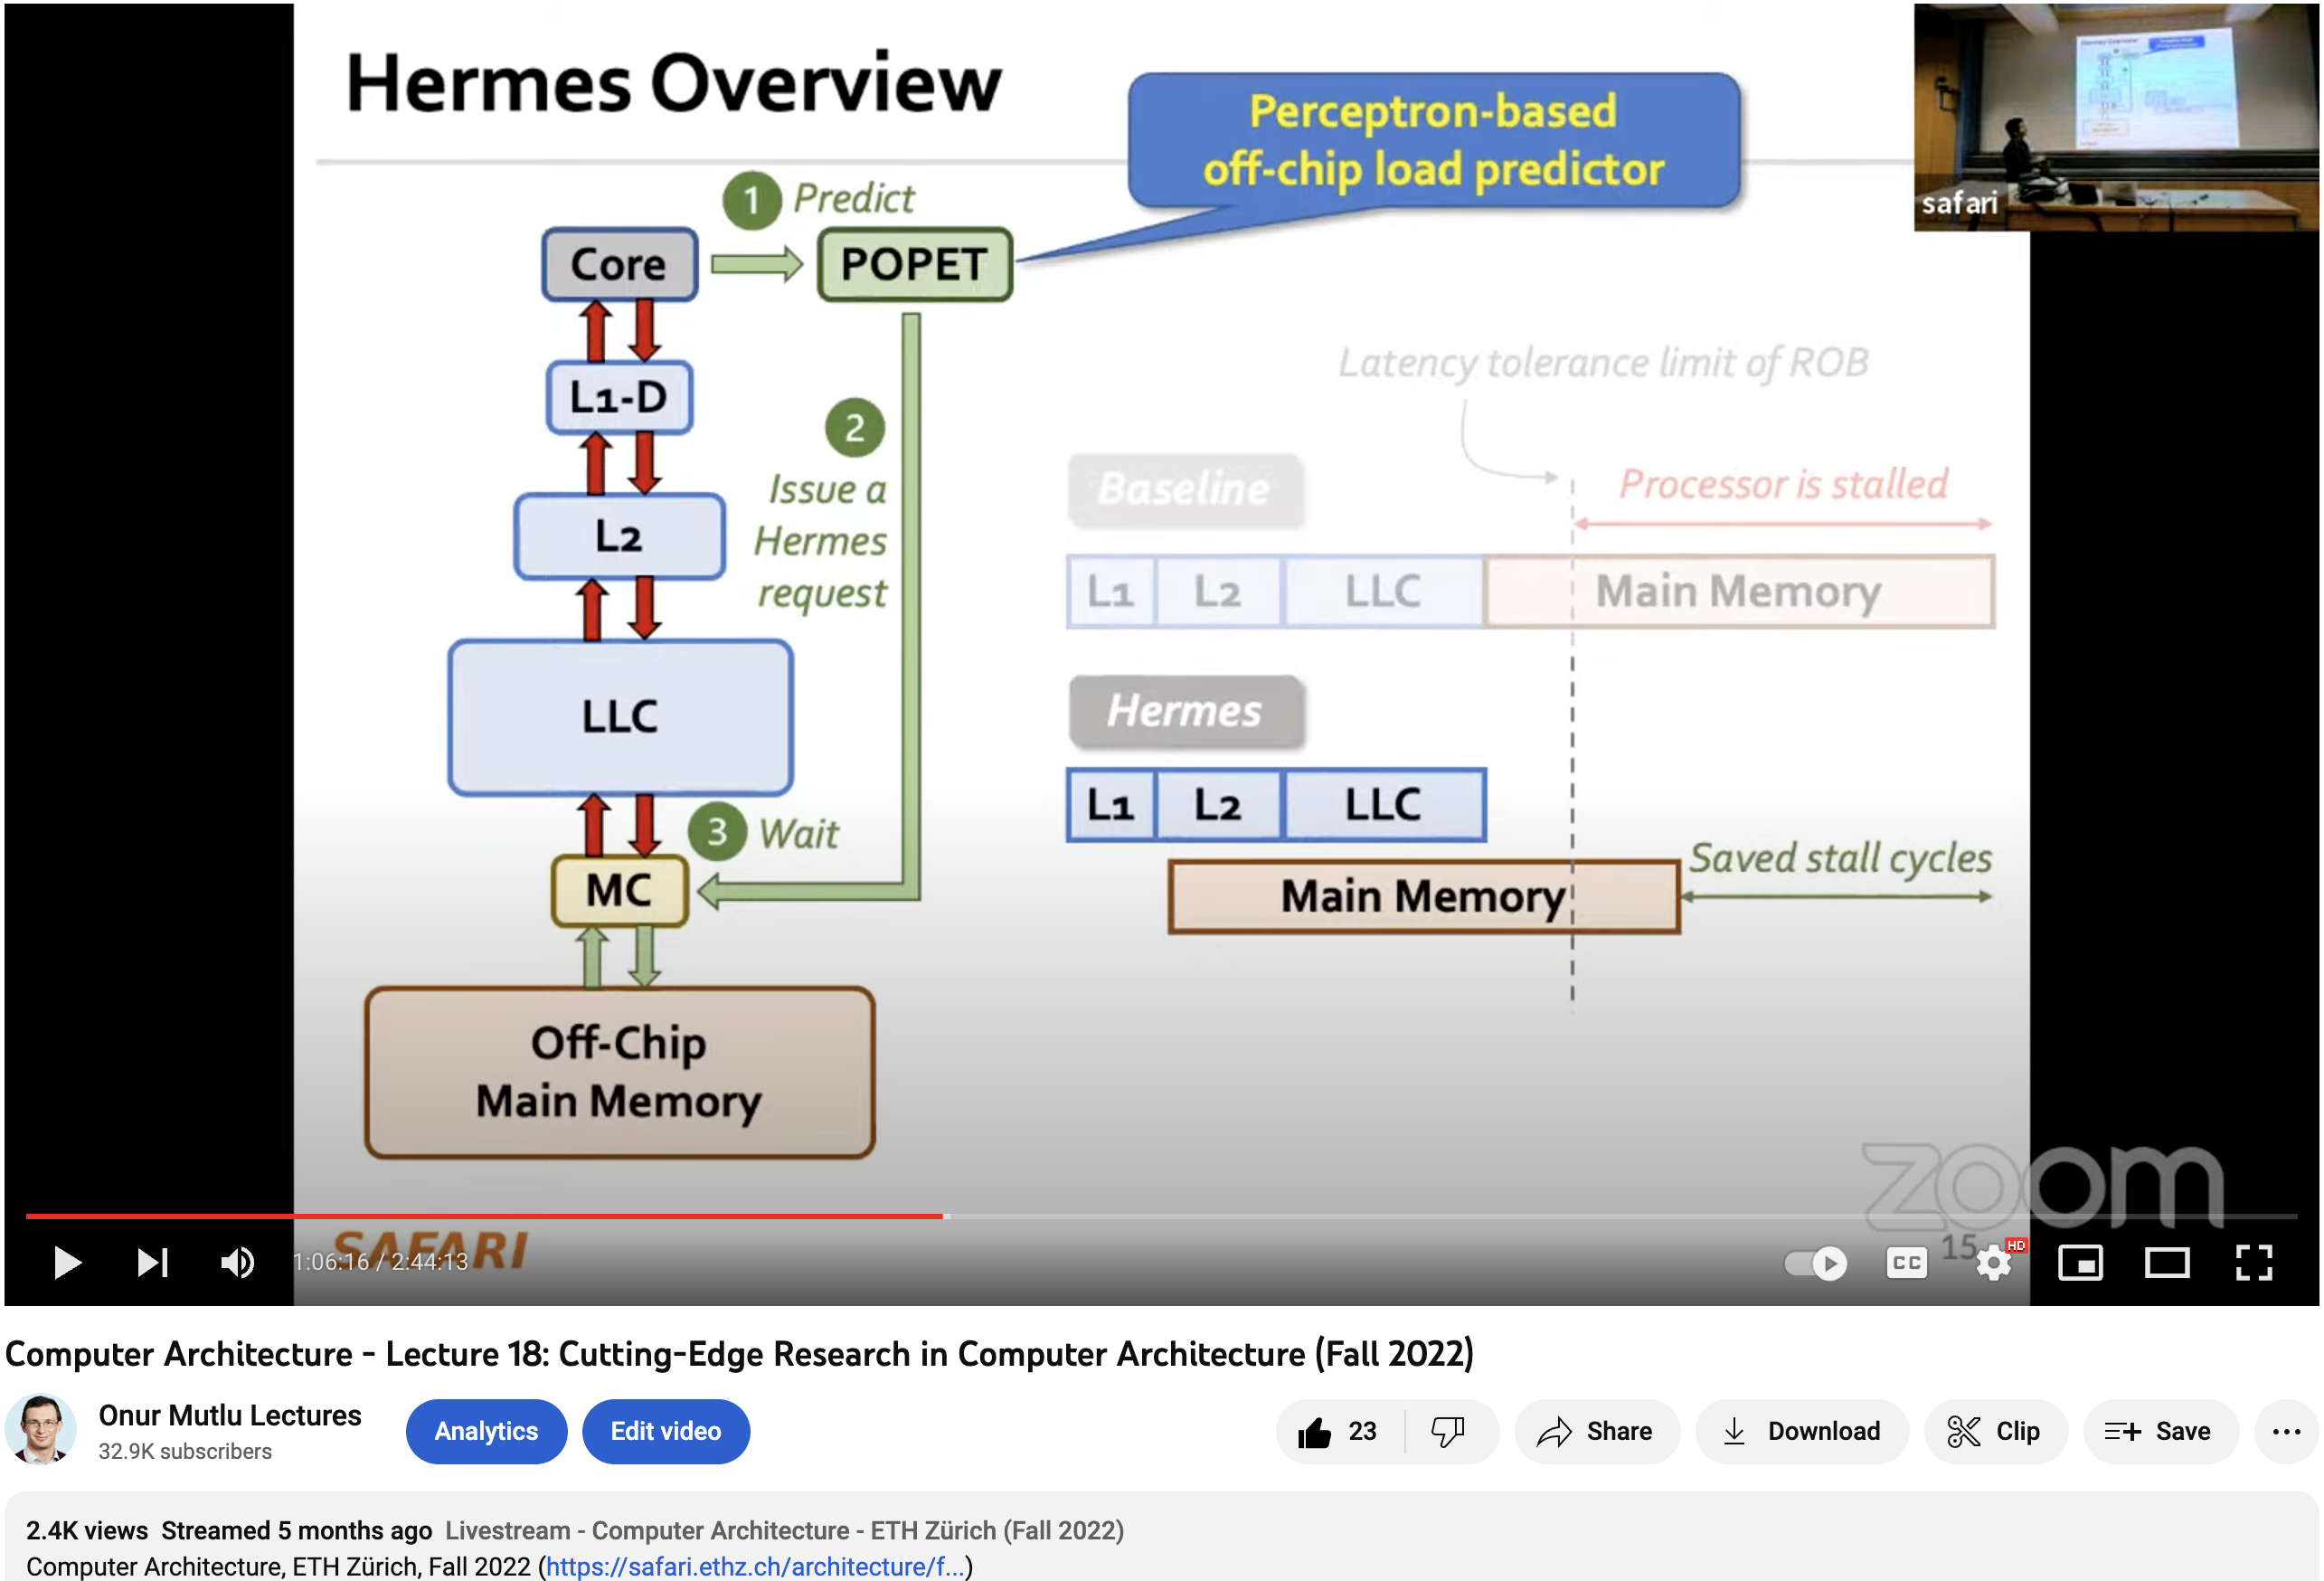 Hermes Overview
Perceptron-based
off-chip load predictor
safari
1 Predict
Core
POPET
L1-D
2
Issue a
Hermes
request
L2
LLC
3 Wait
MC
Off-Chip
Main Memory
Latency tolerance limit of ROB
Baseline
Processor is stalled
L1 L2 LLC Main Memory
Hermes
L1 L2 LLC
Main Memory
Saved stall cycles
zoom
SAFARI
15
1:06:16 / 2:44:13
CC
HD
Computer Architecture - Lecture 18: Cutting-Edge Research in Computer Architecture (Fall 2022)
Onur Mutlu Lectures
32.9K subscribers
Analytics
Edit video
23
Share
Download
Clip
Save
2.4K views Streamed 5 months ago Livestream - Computer Architecture - ETH Zürich (Fall 2022)
Computer Architecture, ETH Zürich, Fall 2022 (https://safari.ethz.ch/architecture/f...)